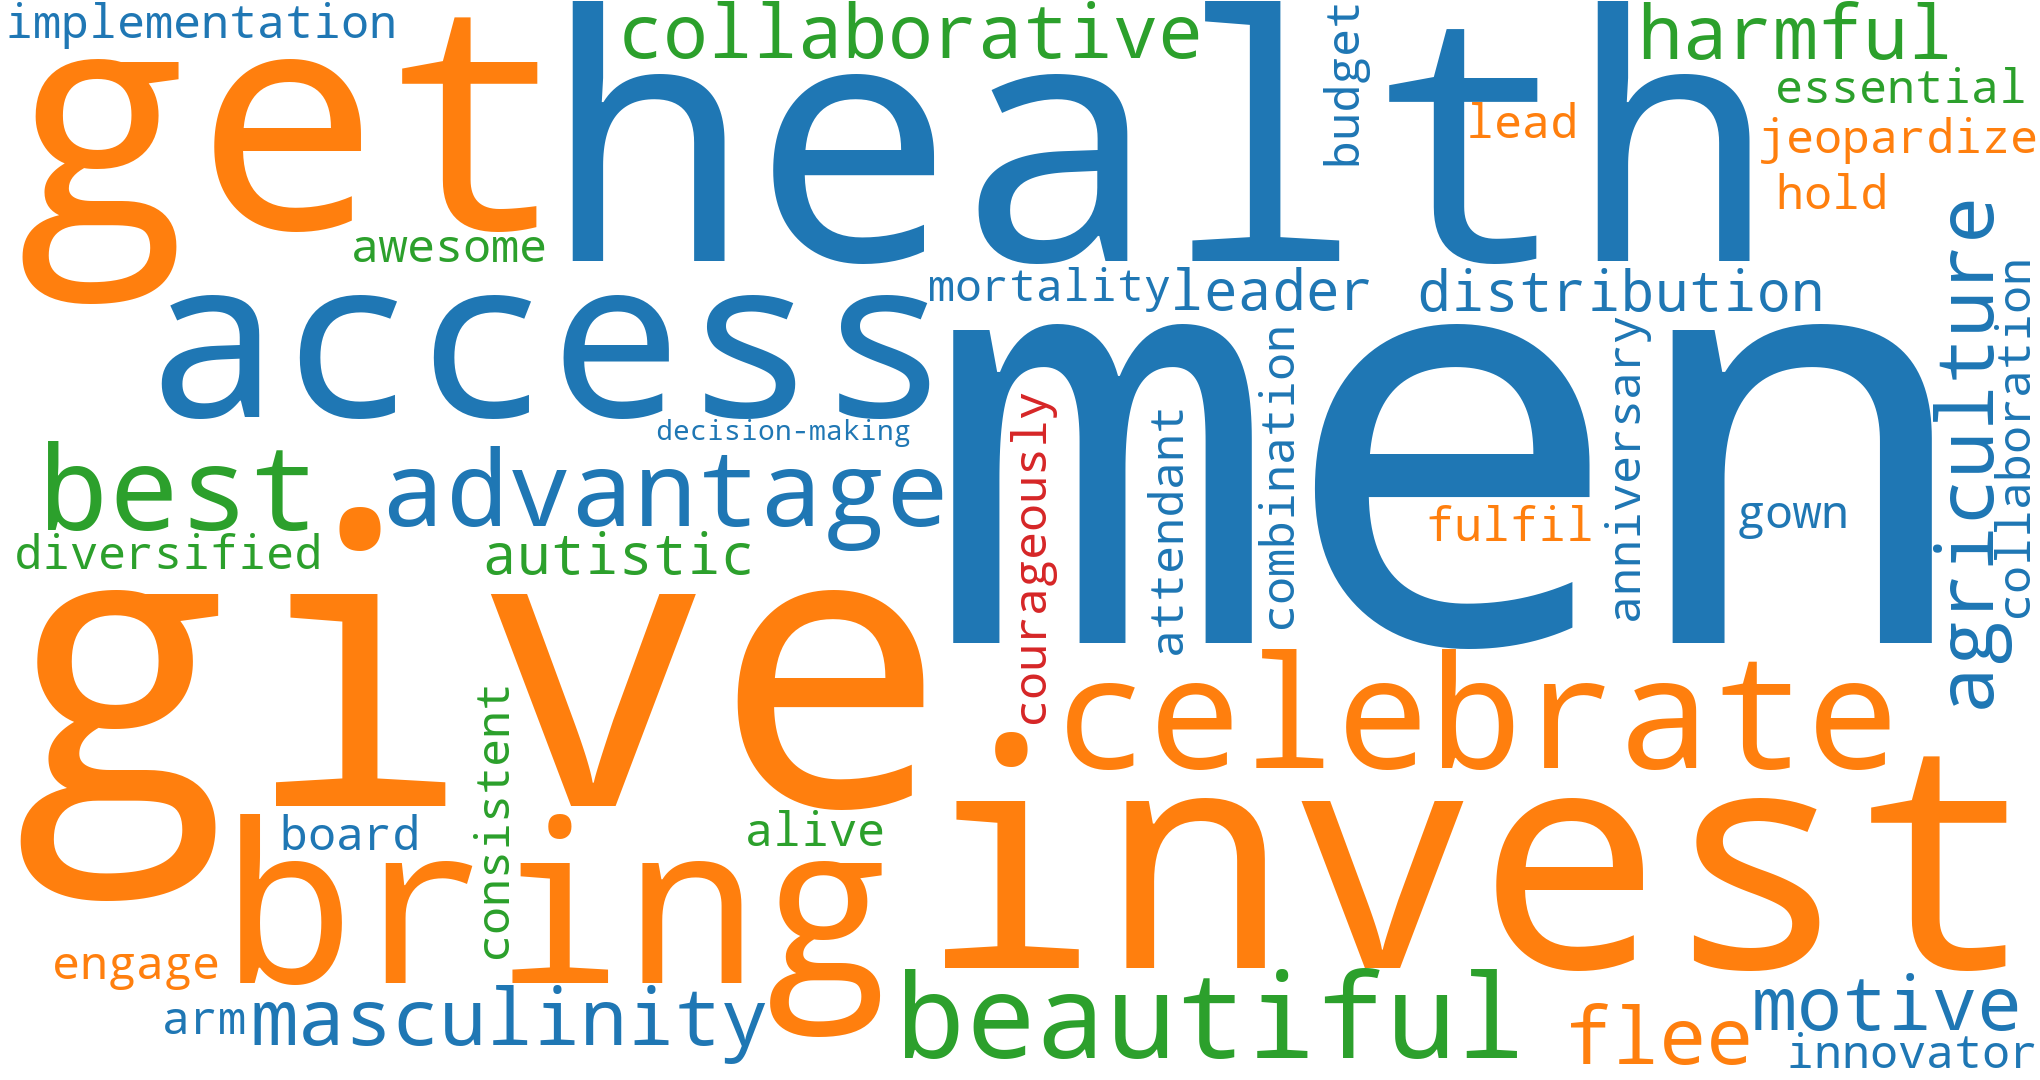 implementation
collaborative
budget
harmful
get
health
lead
essential
jeopardize
hold
awesome
access
mortality
leader
distribution
men
agriculture
collaboration
decision-making
best
advantage
courageously
attendant
combination
anniversary
fulfil
gown
diversified
autistic
give
consistent
celebrate
invest
board
alive
bring
engage
arm
masculinity
beautiful
flee
motive
innovator